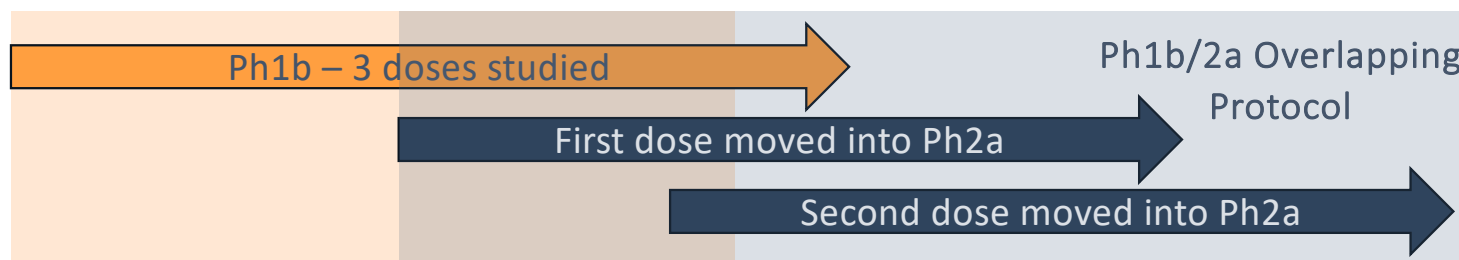 Ph1b – 3 doses studied
Ph1b/2a Overlapping
Protocol
First dose moved into Ph2a
Second dose moved into Ph2a